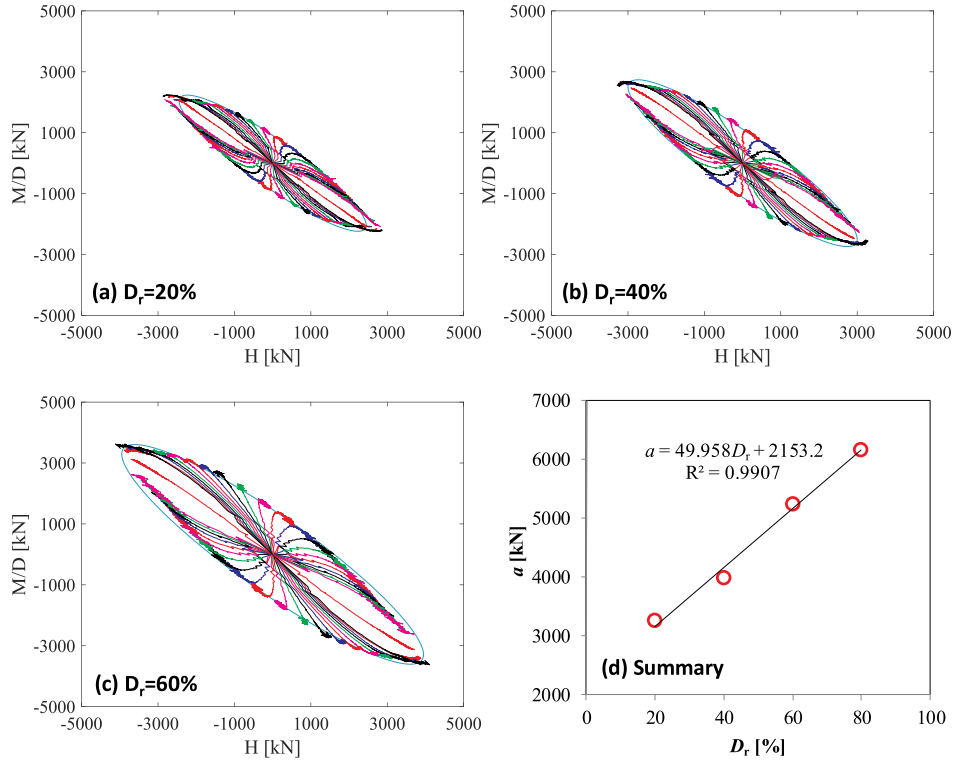 5000
3000
1000
-1000
-3000
-5000
M/D [kN]
(a) Dr=20%
-5000 -3000 -1000 1000 3000 5000
H [kN]
5000
3000
1000
-1000
-3000
-5000
M/D [kN]
(b) Dr=40%
-5000 -3000 -1000 1000 3000 5000
H [kN]
5000
3000
1000
-1000
-3000
-5000
M/D [kN]
(c) Dr=60%
-5000 -3000 -1000 1000 3000 5000
H [kN]
7000
6000
5000
4000
3000
2000
a [kN]
a = 49.958Dr + 2153.2
R² = 0.9907
(d) Summary
0 20 40 60 80 100
Dr [%]